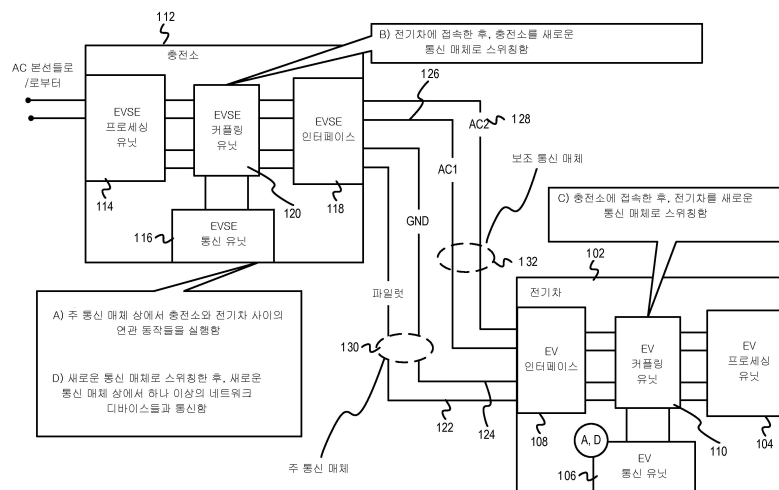 112
충전소
AC 본선들로
/로부터
B) 전기차에 접속한 후, 충전소를 새로운
통신 매체로 스위칭함
126
EVSE
프로세싱
유닛
EVSE
커플링
유닛
EVSE
인터페이스
AC2
128
AC1
보조 통신 매체
114
120
118
GND
C) 충전소에 접속한 후, 전기차를 새로운
통신 매체로 스위칭함
116
EVSE
통신 유닛
132
102
전기차
파일럿
A) 주 통신 매체 상에서 충전소와 전기차 사이의
연관 동작들을 실행함
D) 새로운 통신 매체로 스위칭한 후, 새로운
통신 매체 상에서 하나 이상의 네트워크
디바이스들과 통신함
130
EV
인터페이스
EV
커플링
유닛
EV
프로세싱
유닛
122
124
108
110
104
A, D
주 통신 매체
106
EV
통신 유닛